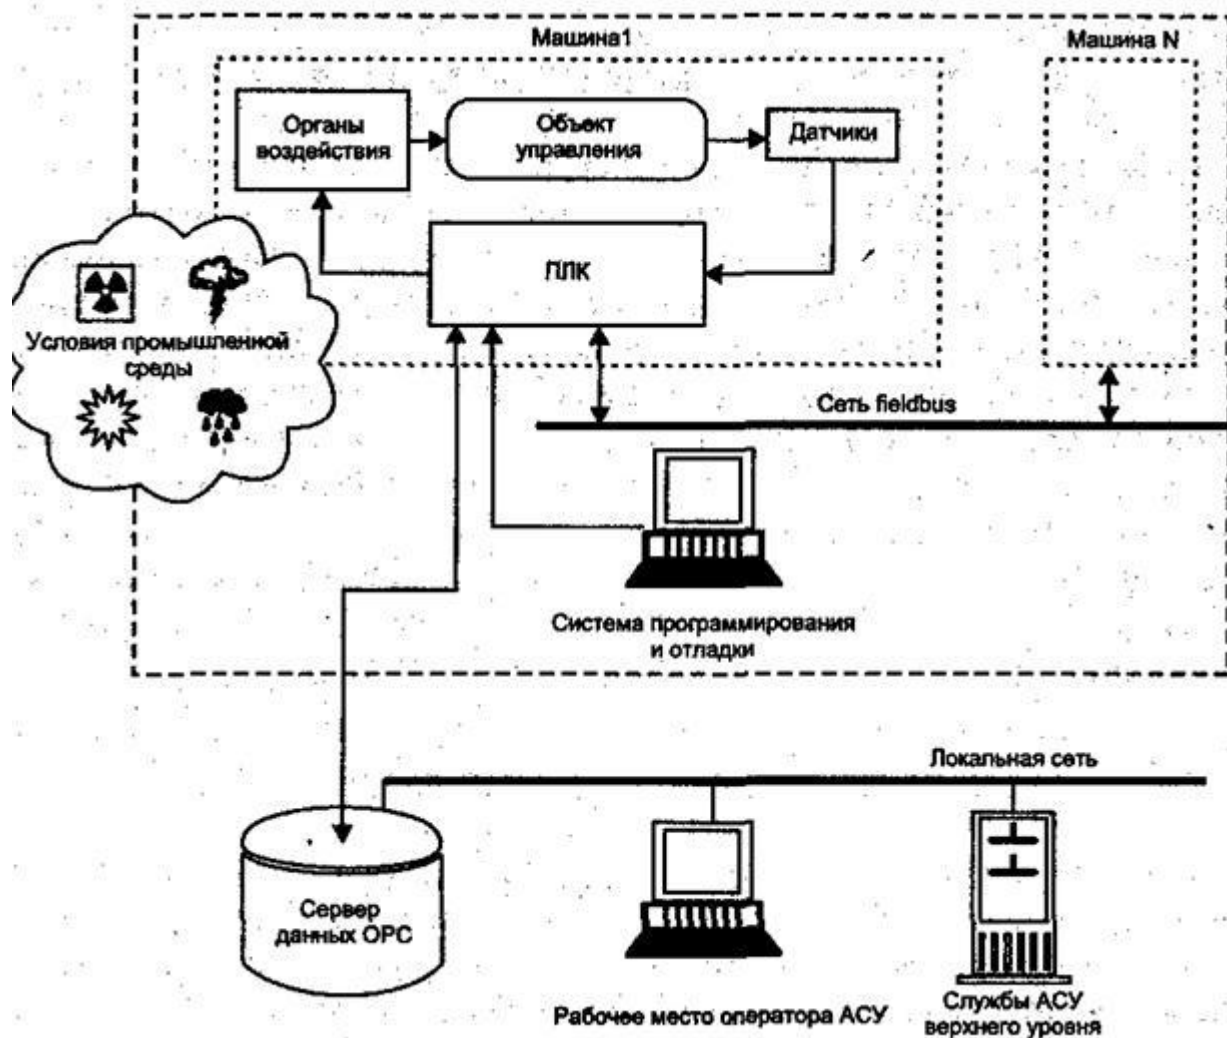 Машина1
Машина N
Органы
воздействия
Объект
управления
Датчики
ПЛК
Условия промышленной
среды
Сеть fieldbus
Система программирования
и отладки
Локальная сеть
Сервер
данных ОРС
Рабочее место оператора АСУ
Службы АСУ
верхнего уровня